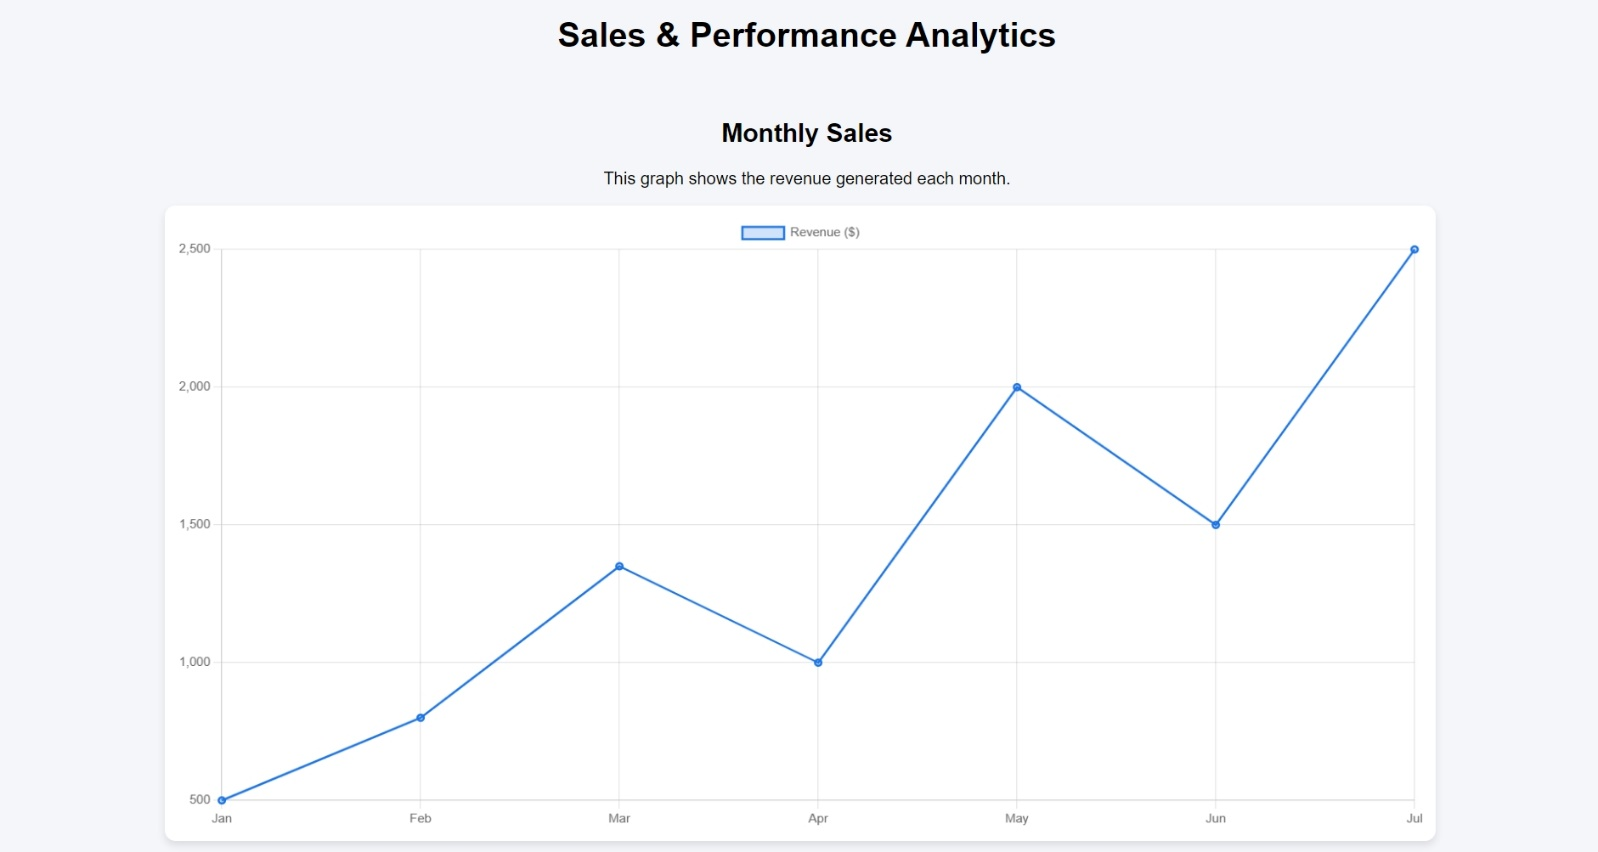 Sales & Performance Analytics
Monthly Sales
This graph shows the revenue generated each month.
Revenue ($)
2,500
2,000
1,500
1,000
500
Jan Feb Mar Apr May Jun Jul